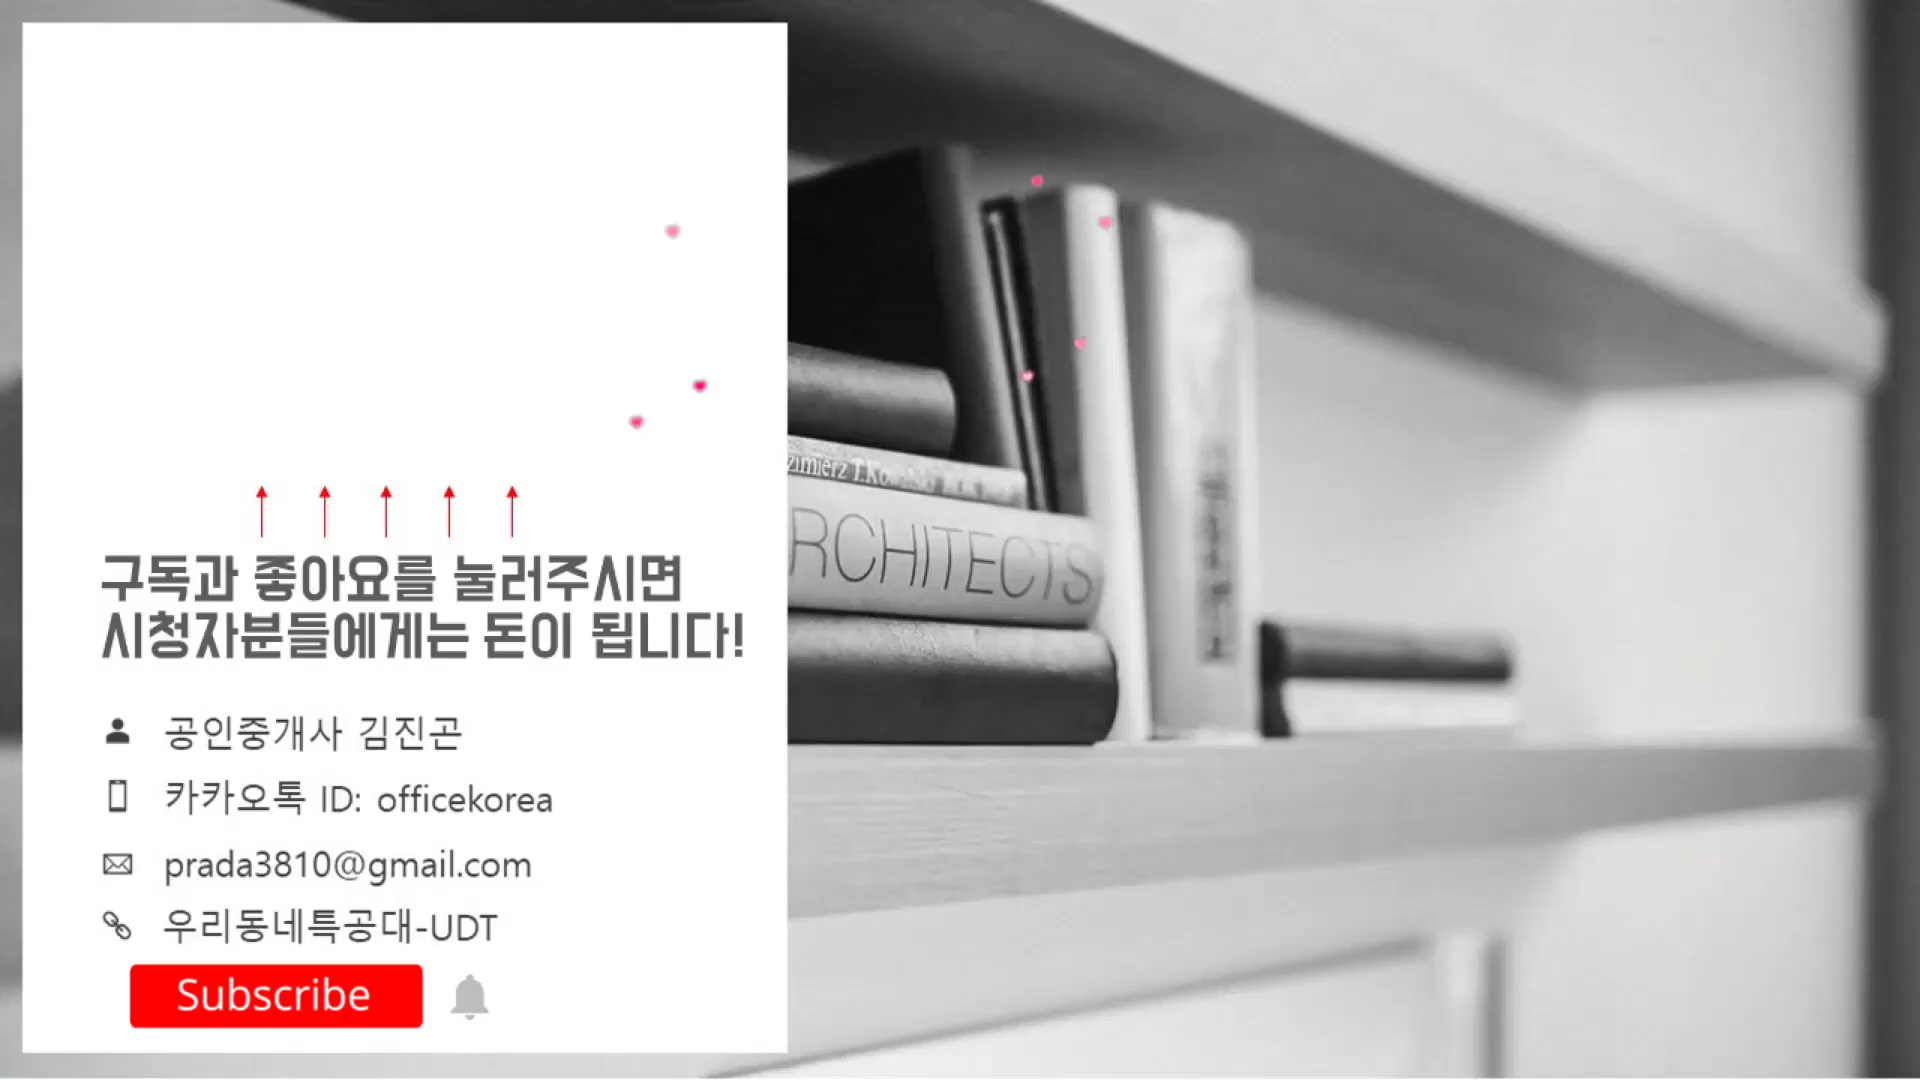 구독과 좋아요를 눌러주시면
시청자분들에게는 돈이 됩니다!
공인중개사 김진곤
카카오톡 ID: officekorea
prada3810@gmail.com
우리동네특공대-UDT
Subscribe
zimierz T.
RCHITECTS